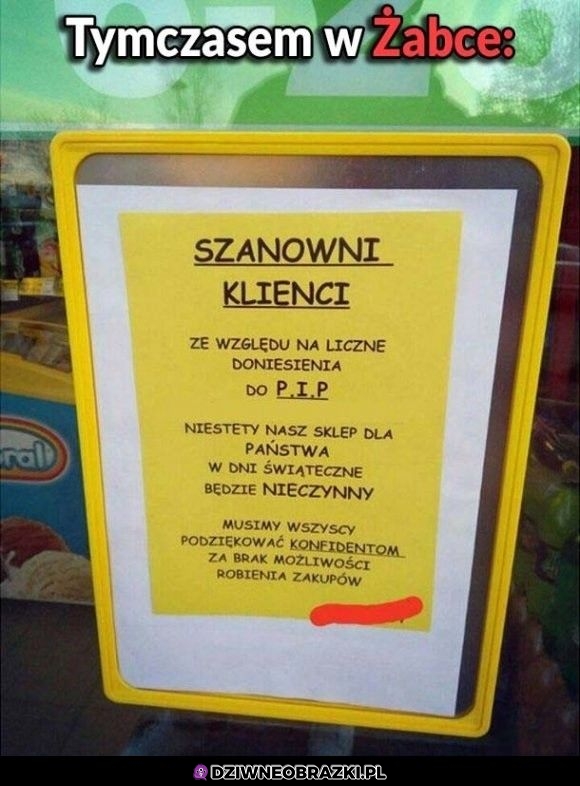 Tymczasem w Żabce:
SZANOWNI
KLIENCI
ZE WZGLĘDU NA LICZNE
DONIESIENIA
DO P.I.P
NIESTETY NASZ SKLEP DLA
PAŃSTWA
W DNI ŚWIĄTECZNE
BĘDZIE NIECZYNNY
MUSIMY WSZYSCY
PODZIĘKOWAĆ KONFIDENTOM
ZA BRAK MOŻLIWOŚCI
ROBIENIA ZAKUPÓW
ral
DZIWNEOBRAZKI.PL